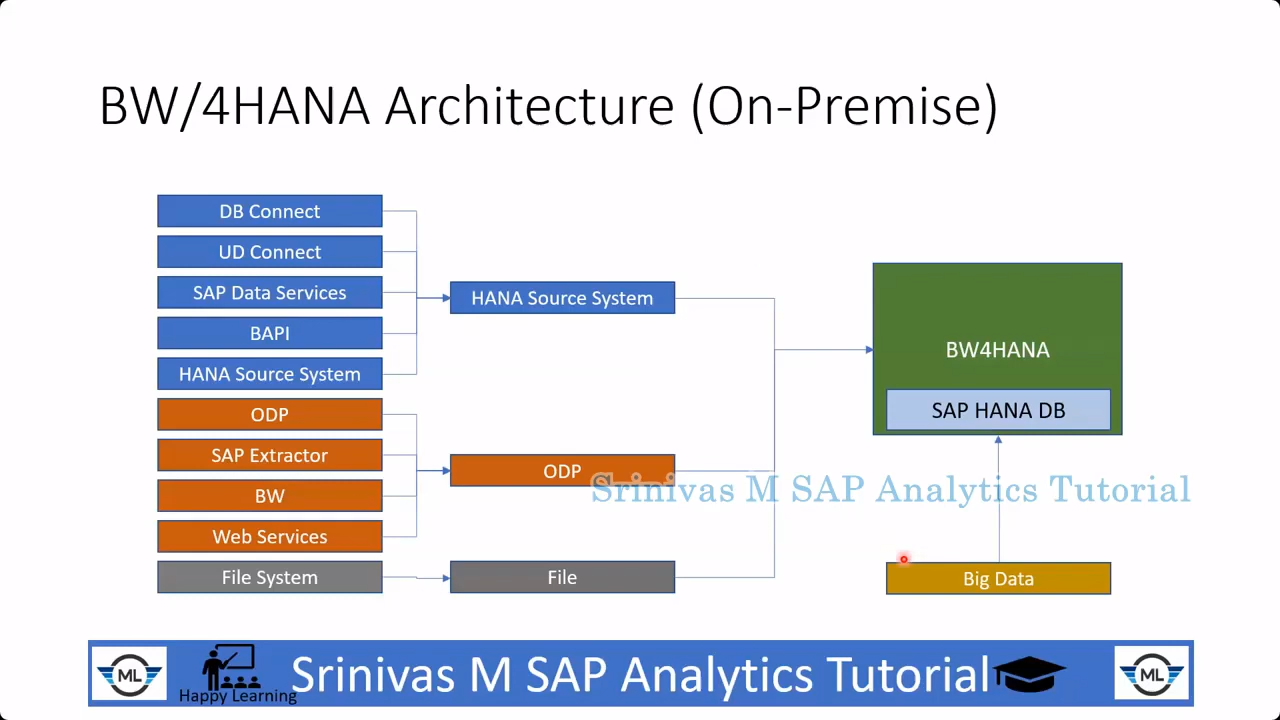 BW/4HANA Architecture (On-Premise)
DB Connect
UD Connect
SAP Data Services
BAPI
HANA Source System
ODP
SAP Extractor
BW
Web Services
File System
HANA Source System
ODP
File
BW4HANA
SAP HANA DB
Srinivas M SAP Analytics Tutorial
Big Data
ML
Happy Learning
Srinivas M SAP Analytics Tutorial
ML